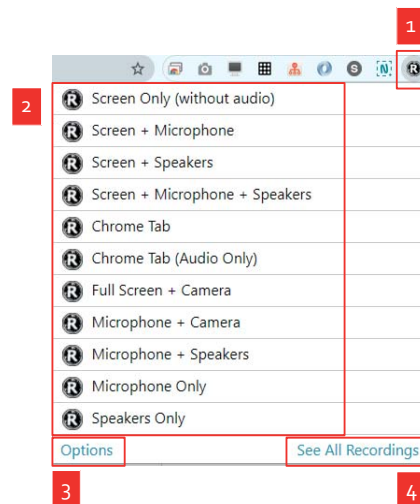 1
2
Screen Only (without audio)
Screen + Microphone
Screen + Speakers
Screen + Microphone + Speakers
Chrome Tab
Chrome Tab (Audio Only)
Full Screen + Camera
Microphone + Camera
Microphone + Speakers
Microphone Only
Speakers Only
Options See All Recordings
3 4